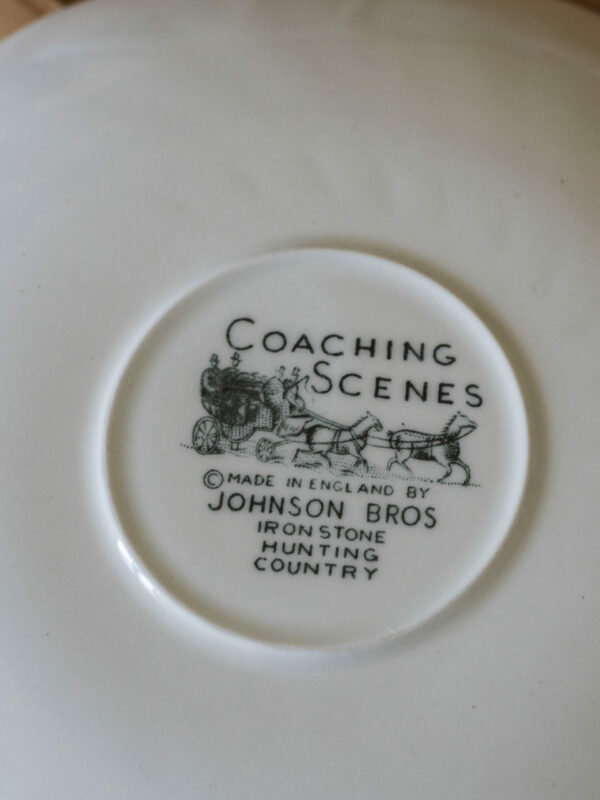 COACHING
SCENES
© MADE IN ENGLAND BY
JOHNSON BROS
IRONSTONE
HUNTING
COUNTRY